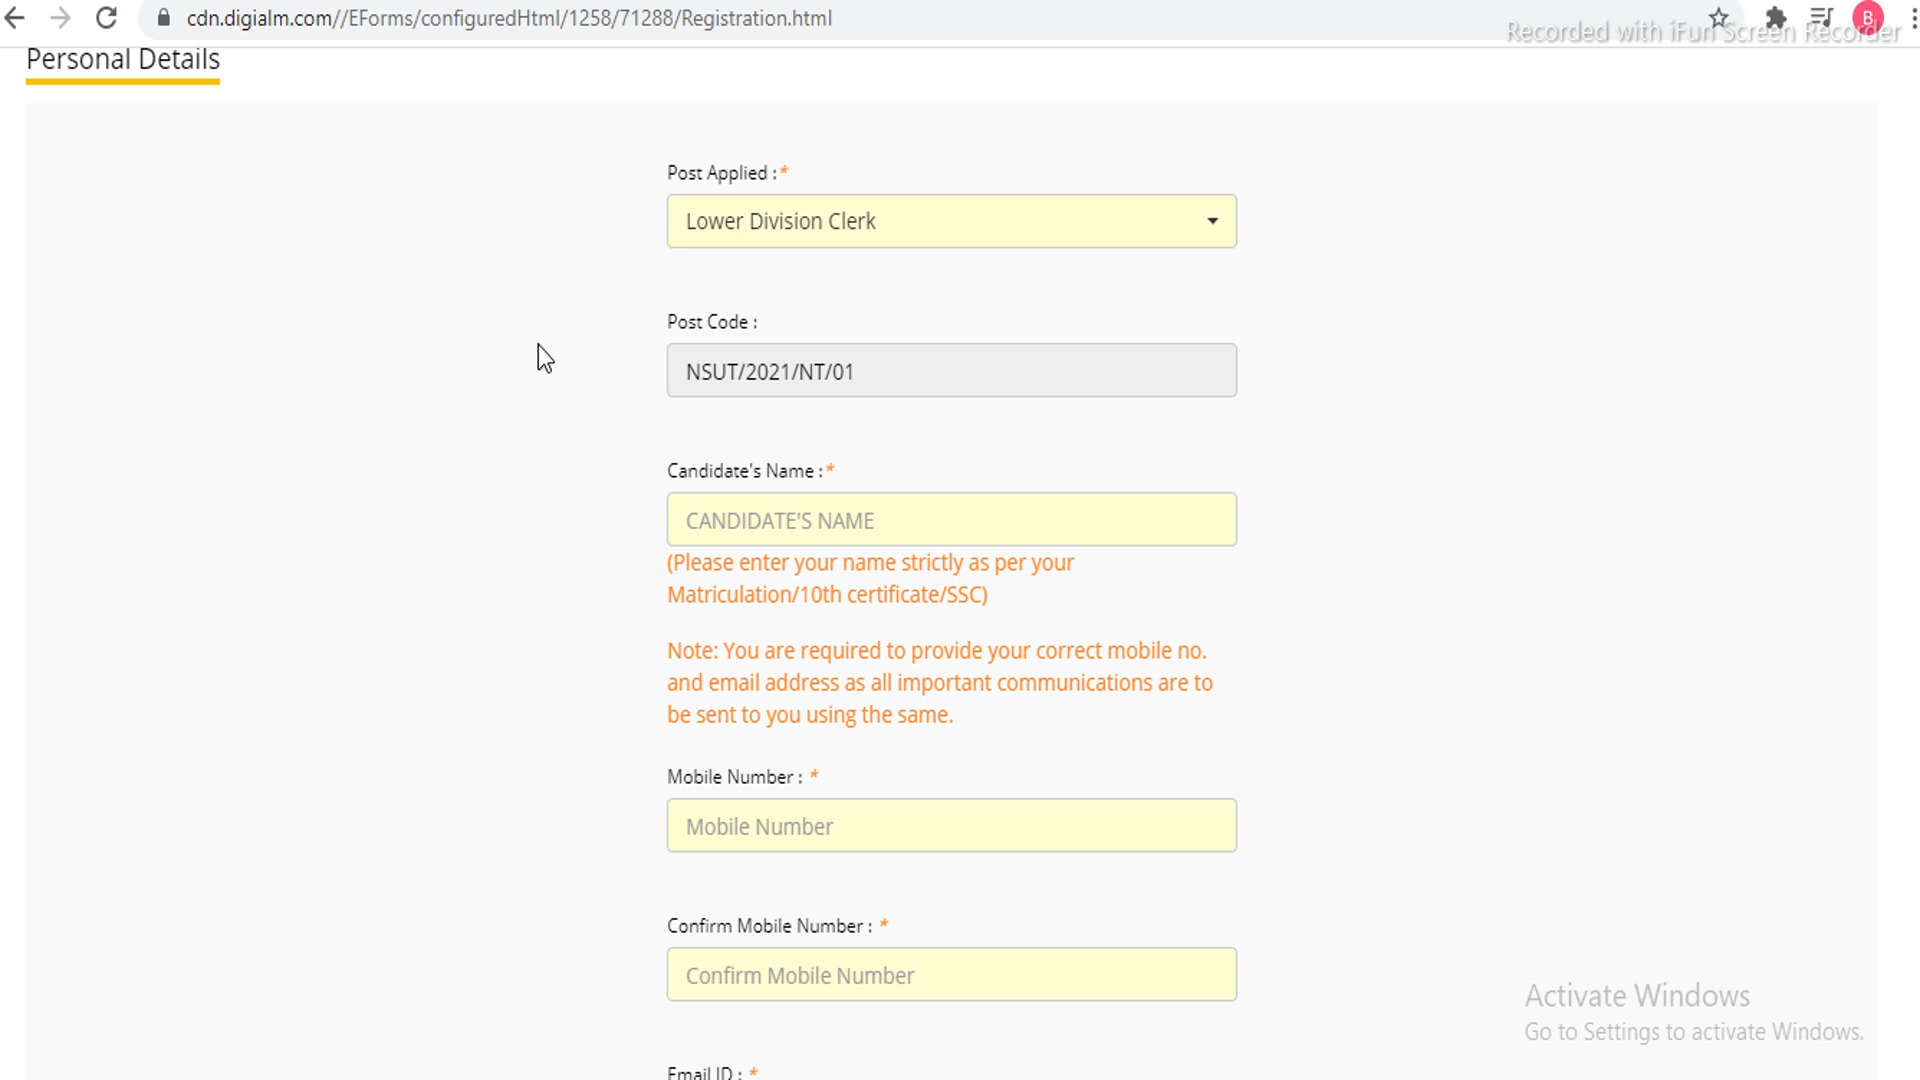 cdn.digialm.com//EForms/configuredHtml/1258/71288/Registration.html
B
Recorded with iFun Screen Recorder
Personal Details
Post Applied :*
Lower Division Clerk
Post Code :
NSUT/2021/NT/01
Candidate's Name :*
CANDIDATE'S NAME
(Please enter your name strictly as per your
Matriculation/10th certificate/SSC)
Note: You are required to provide your correct mobile no.
and email address as all important communications are to
be sent to you using the same.
Mobile Number : *
Mobile Number
Confirm Mobile Number : *
Confirm Mobile Number
Email ID : *
Activate Windows
Go to Settings to activate Windows.